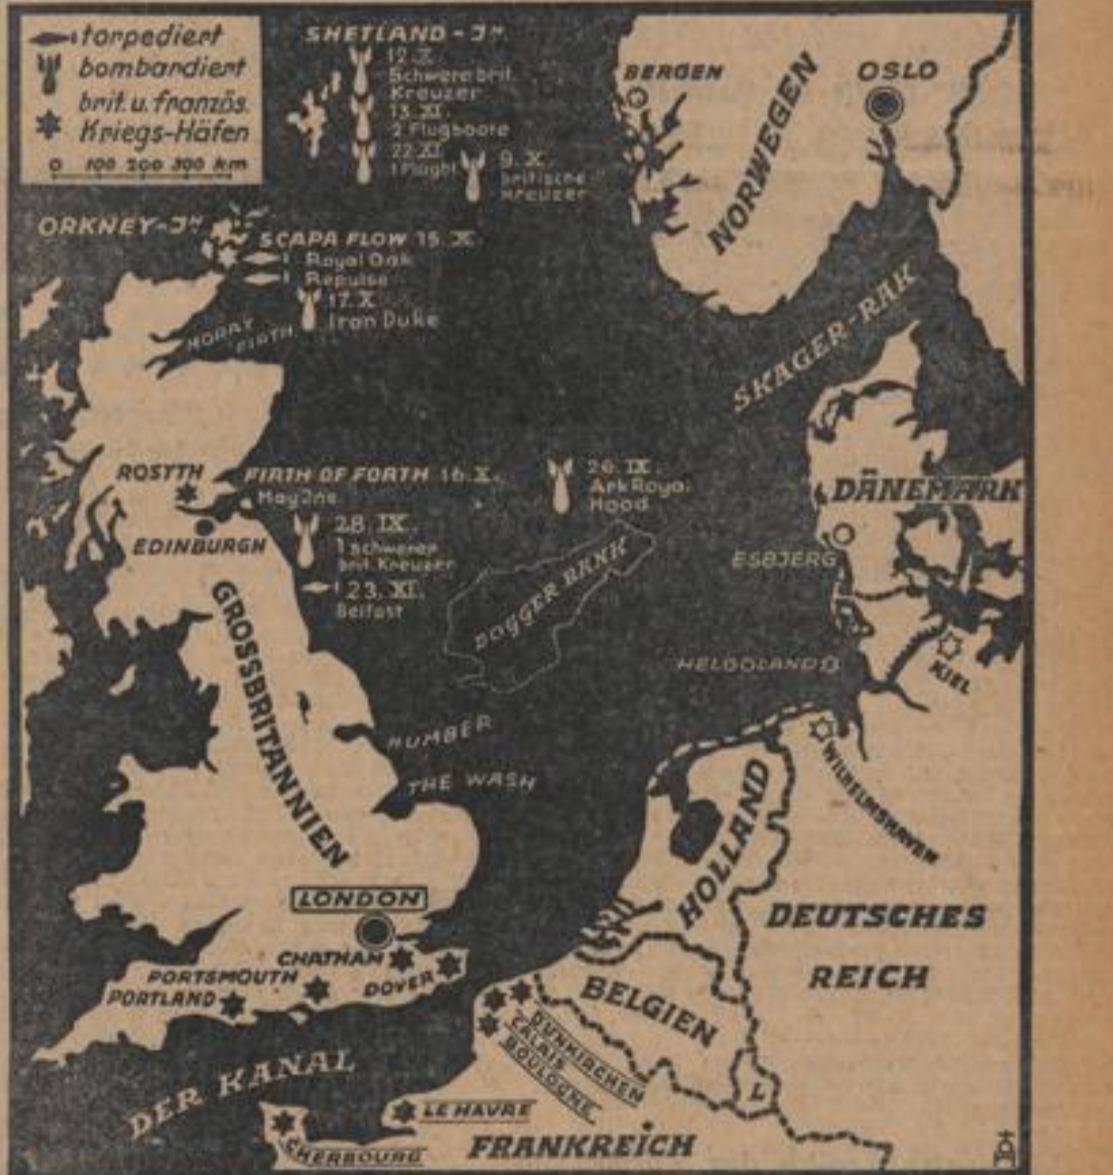 torpediert
bombardiert
brit. u. französ.
Kriegs-Häfen
0 100 200 300 km
SHETLAND-Jn
12.X.
Schwere brit.
Kreuzer
13.XI.
2 Flugboote
22.XI.
1 Flugbt
9.X.
britische
Kreuzer
BERGEN
OSLO
NORWEGEN
ORKNEY-Jn
SCAPA FLOW 15.X.
Royal Oak
Repulse
17.X.
Iron Duke
MORAY
FIRTH
SKAGER-RAK
ROSYTH
FIRTH OF FORTH 16.X.
May Jns.
EDINBURGH
28.IX.
1 schwerer
brit. Kreuzer
23.XI.
Belfast
26.IX.
Ark Royal
Hood
DÄNEMARK
ESBJERG
DOGGER BANK
GROSSBRITANNIEN
HELGOLAND
KIEL
HUMBER
THE WASH
WILHELMSHAVEN
HOLLAND
LONDON
DEUTSCHES
REICH
CHATHAM
PORTSMOUTH
DOVER
PORTLAND
BELGIEN
DÜNKIRCHEN
CALAIS
BOULOGNE
L
DER KANAL
LE HAVRE
CHERBOURG
FRANKREICH